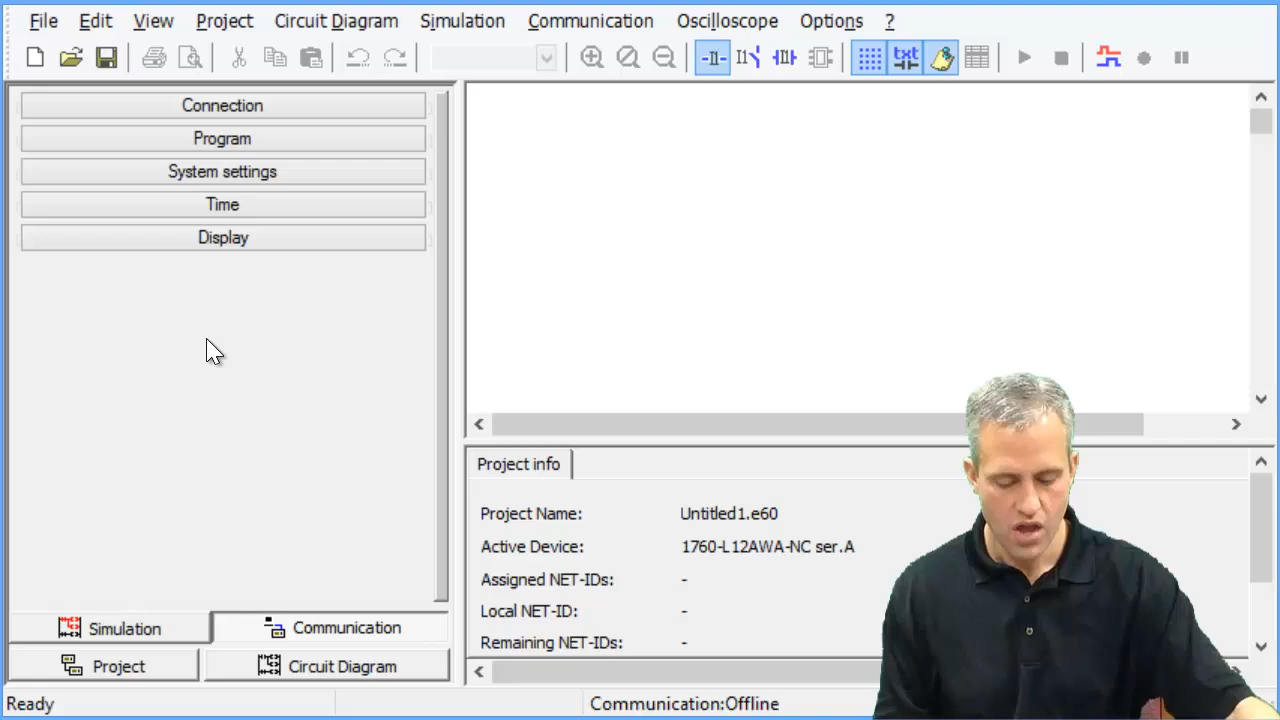 File Edit View Project Circuit Diagram Simulation Communication Oscilloscope Options ?
txt
Connection
Program
System settings
Time
Display
Project info
Project Name: Untitled1.e60
Active Device: 1760-L12AWA-NC ser.A
Assigned NET-IDs: -
Local NET-ID: -
Remaining NET-IDs: -
Simulation Communication
Project Circuit Diagram
Ready Communication:Offline